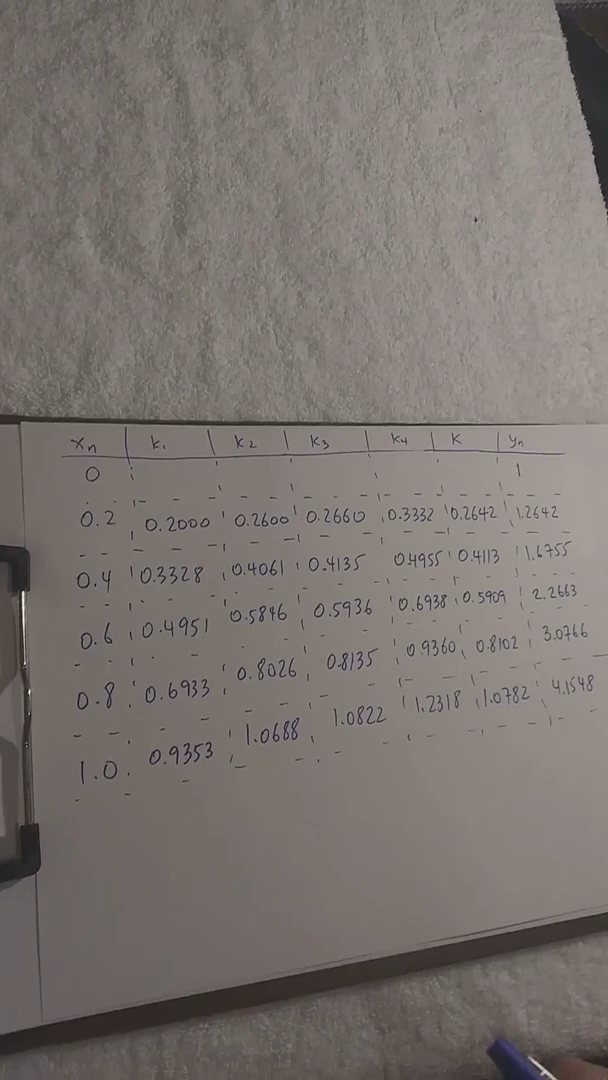 xn | k1 | k2 | k3 | k4 | k | yn
0 1
0.2 0.2000 0.2600 0.2660 0.3332 0.2642 1.2642
0.4 0.3328 0.4061 0.4135 0.4955 0.4113 1.6755
0.6 0.4951 0.5846 0.5936 0.6938 0.5909 2.2663
0.8 0.6933 0.8026 0.8135 0.9360 0.8102 3.0766
1.0 0.9353 1.0688 1.0822 1.2318 1.0782 4.1548